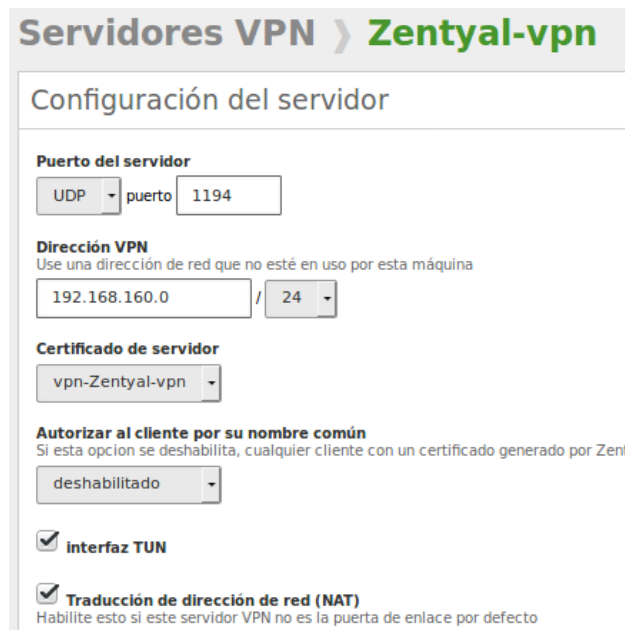 Servidores VPN ⟩ Zentyal-vpn
Configuración del servidor
Puerto del servidor
UDP puerto 1194
Dirección VPN
Use una dirección de red que no esté en uso por esta máquina
192.168.160.0 / 24
Certificado de servidor
vpn-Zentyal-vpn
Autorizar al cliente por su nombre común
Si esta opcion se deshabilita, cualquier cliente con un certificado generado por
deshabilitado
interfaz TUN
Traducción de dirección de red (NAT)
Habilite esto si este servidor VPN no es la puerta de enlace por defecto